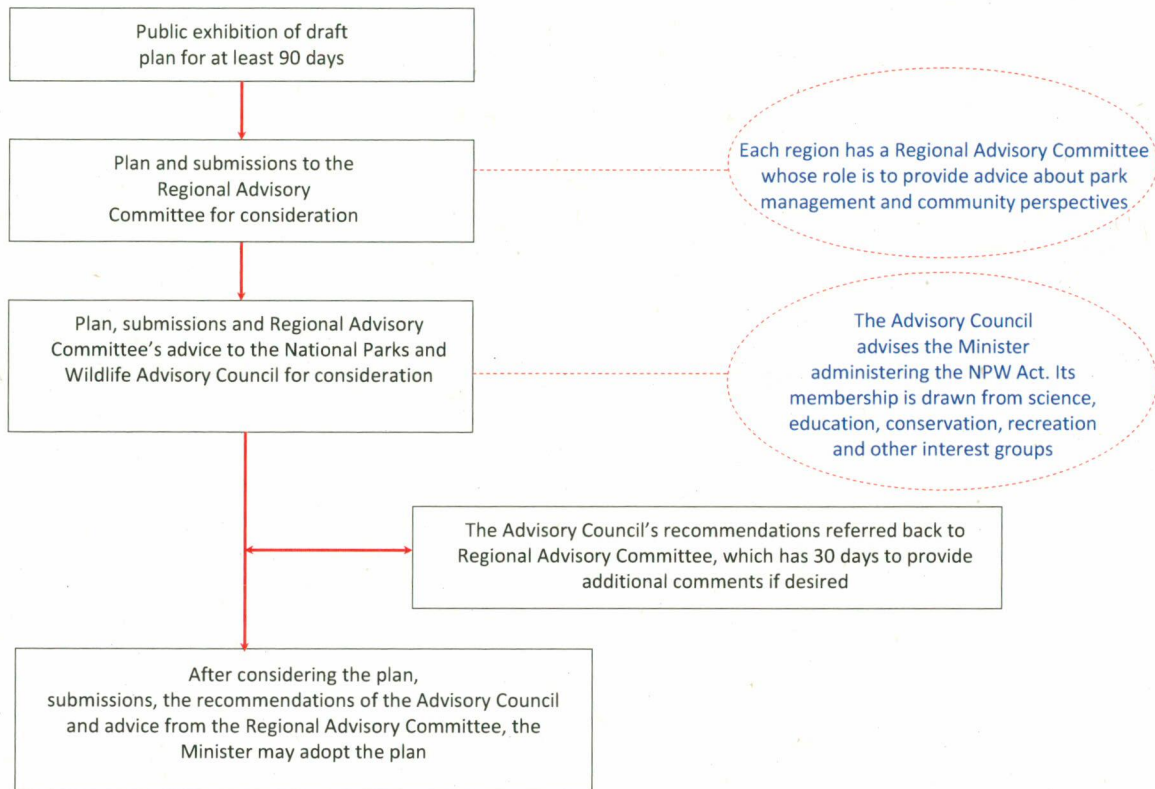 Public exhibition of draft
plan for at least 90 days
Plan and submissions to the
Regional Advisory
Committee for consideration
Each region has a Regional Advisory Committee
whose role is to provide advice about park
management and community perspectives
Plan, submissions and Regional Advisory
Committee’s advice to the National Parks and
Wildlife Advisory Council for consideration
The Advisory Council
advises the Minister
administering the NPW Act. Its
membership is drawn from science,
education, conservation, recreation
and other interest groups
The Advisory Council’s recommendations referred back to
Regional Advisory Committee, which has 30 days to provide
additional comments if desired
After considering the plan,
submissions, the recommendations of the Advisory Council
and advice from the Regional Advisory Committee, the
Minister may adopt the plan